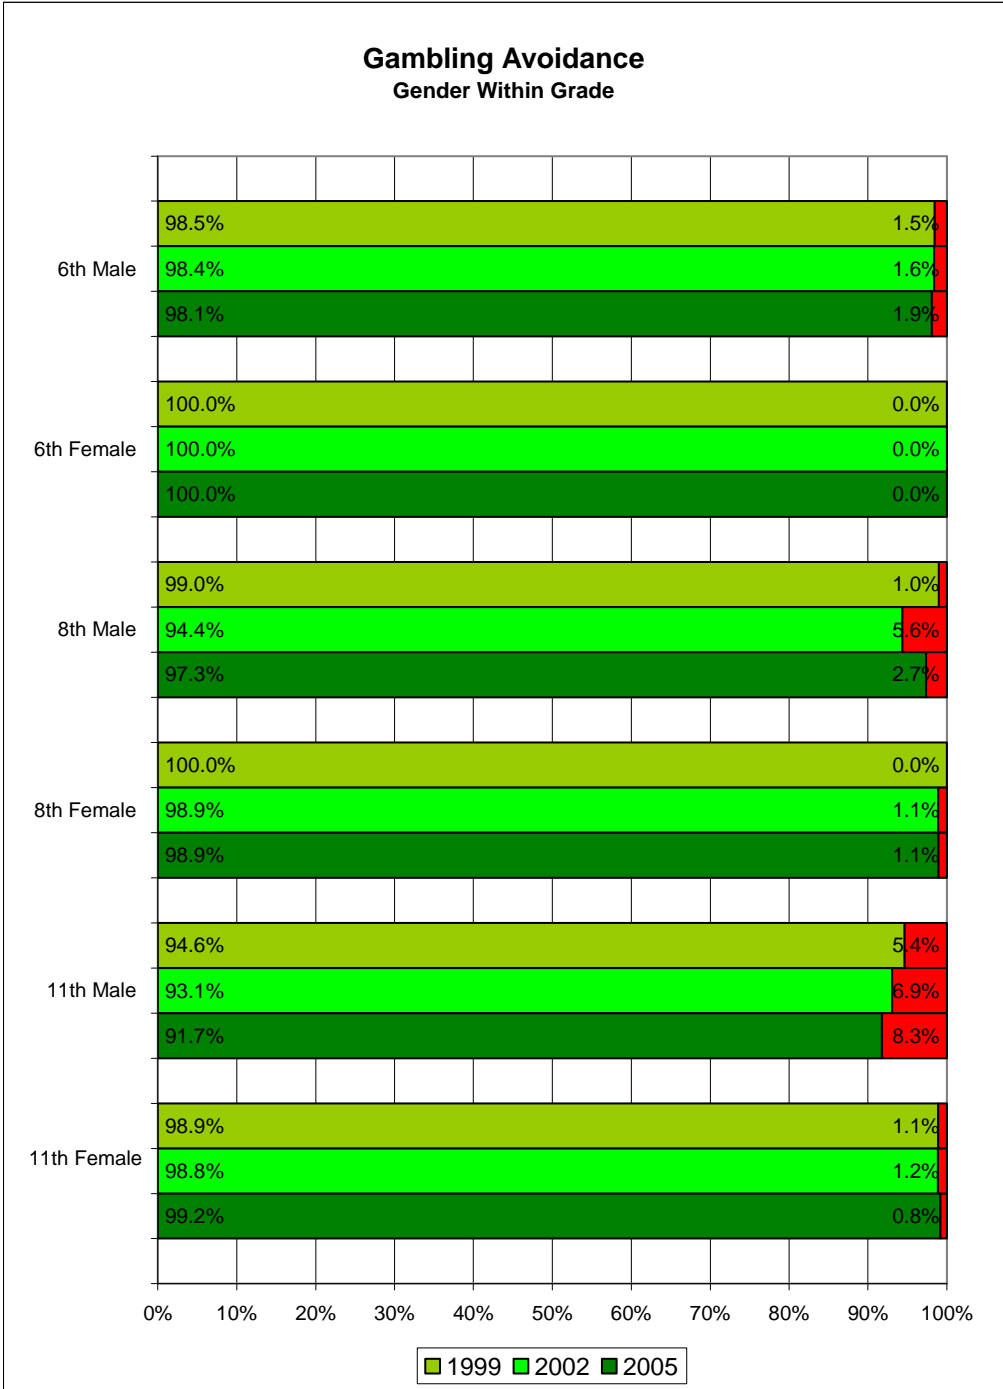 Gambling Avoidance
Gender Within Grade
98.5% 1.5%
6th Male 98.4% 1.6%
98.1% 1.9%
100.0% 0.0%
6th Female 100.0% 0.0%
100.0% 0.0%
99.0% 1.0%
8th Male 94.4% 5.6%
97.3% 2.7%
100.0% 0.0%
8th Female 98.9% 1.1%
98.9% 1.1%
94.6% 5.4%
11th Male 93.1% 6.9%
91.7% 8.3%
98.9% 1.1%
11th Female 98.8% 1.2%
99.2% 0.8%
0% 10% 20% 30% 40% 50% 60% 70% 80% 90% 100%
1999 2002 2005